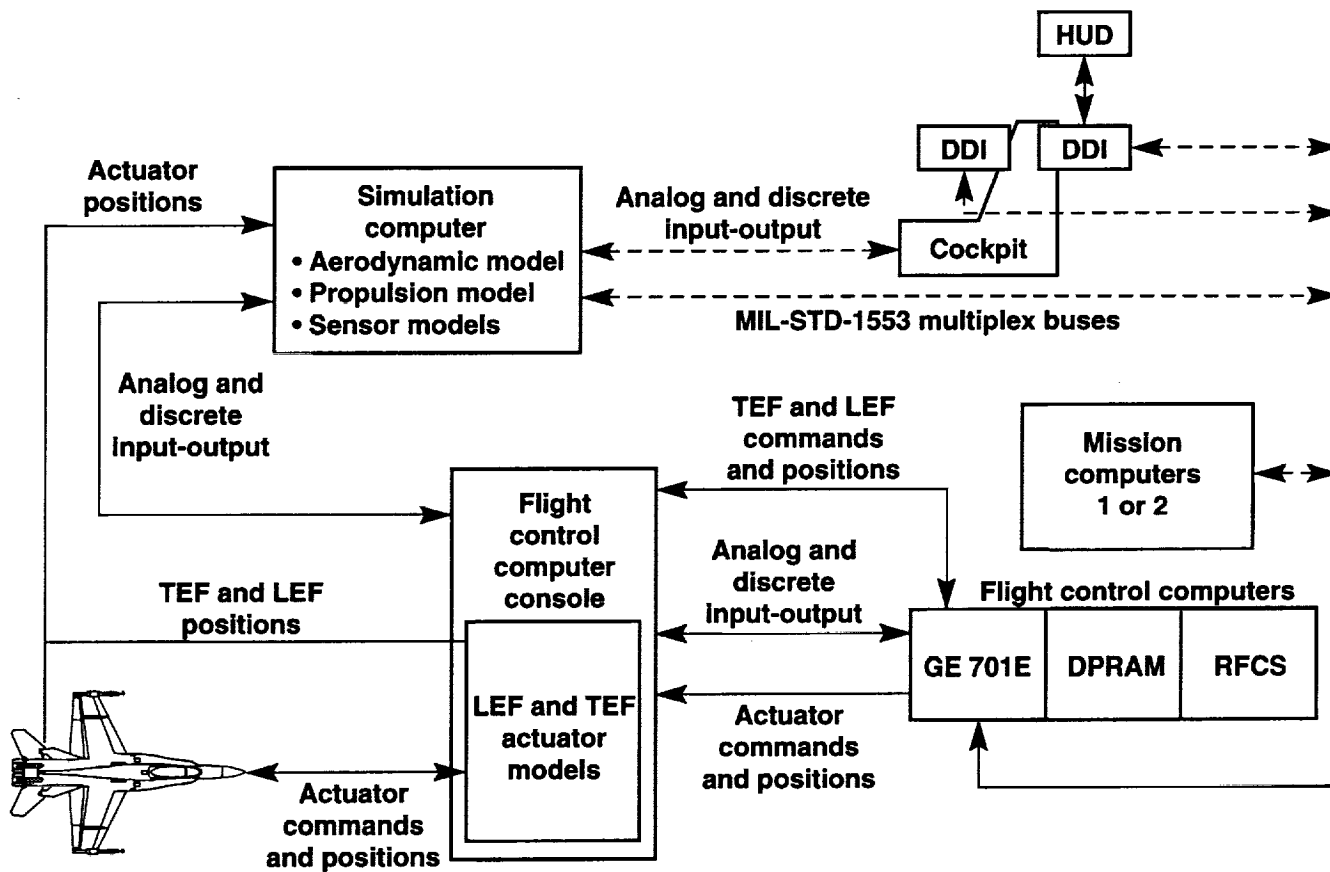 HUD
DDI
DDI
Actuator
positions
Simulation
computer
• Aerodynamic model
• Propulsion model
• Sensor models
Analog and discrete
input-output
Cockpit
MIL-STD-1553 multiplex buses
Analog and
discrete
input-output
TEF and LEF
commands
and positions
Mission
computers
1 or 2
Flight
control
computer
console
Analog and
discrete
input-output
TEF and LEF
positions
Flight control computers
GE 701E
DPRAM
RFCS
LEF and TEF
actuator
models
Actuator
commands
and positions
Actuator
commands
and positions